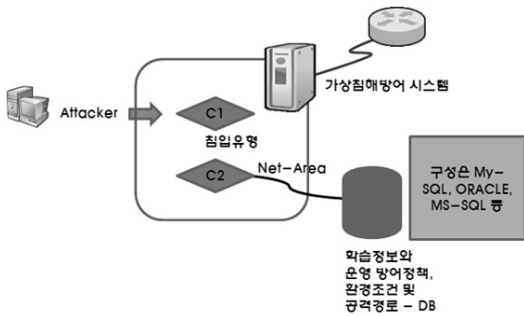 가상침해방어 시스템
Attacker
C1
침입유형
C2
Net-Area
구성은 My-
SQL, ORACLE,
MS-SQL 등
학습정보와
운영 방어정책,
환경조건 및
공격경로 - DB